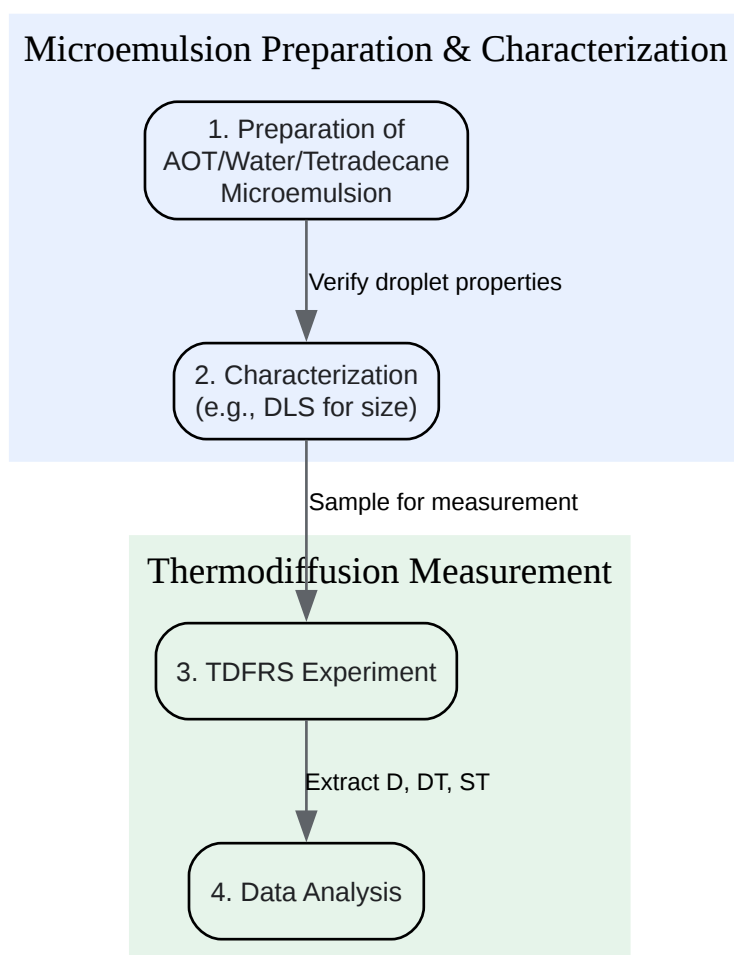 Microemulsion Preparation & Characterization
1. Preparation of
AOT/Water/Tetradecane
Microemulsion
Verify droplet properties
2. Characterization
(e.g., DLS for size)
Sample for measurement
Thermodiffusion Measurement
3. TDFRS Experiment
Extract D, DT, ST
4. Data Analysis